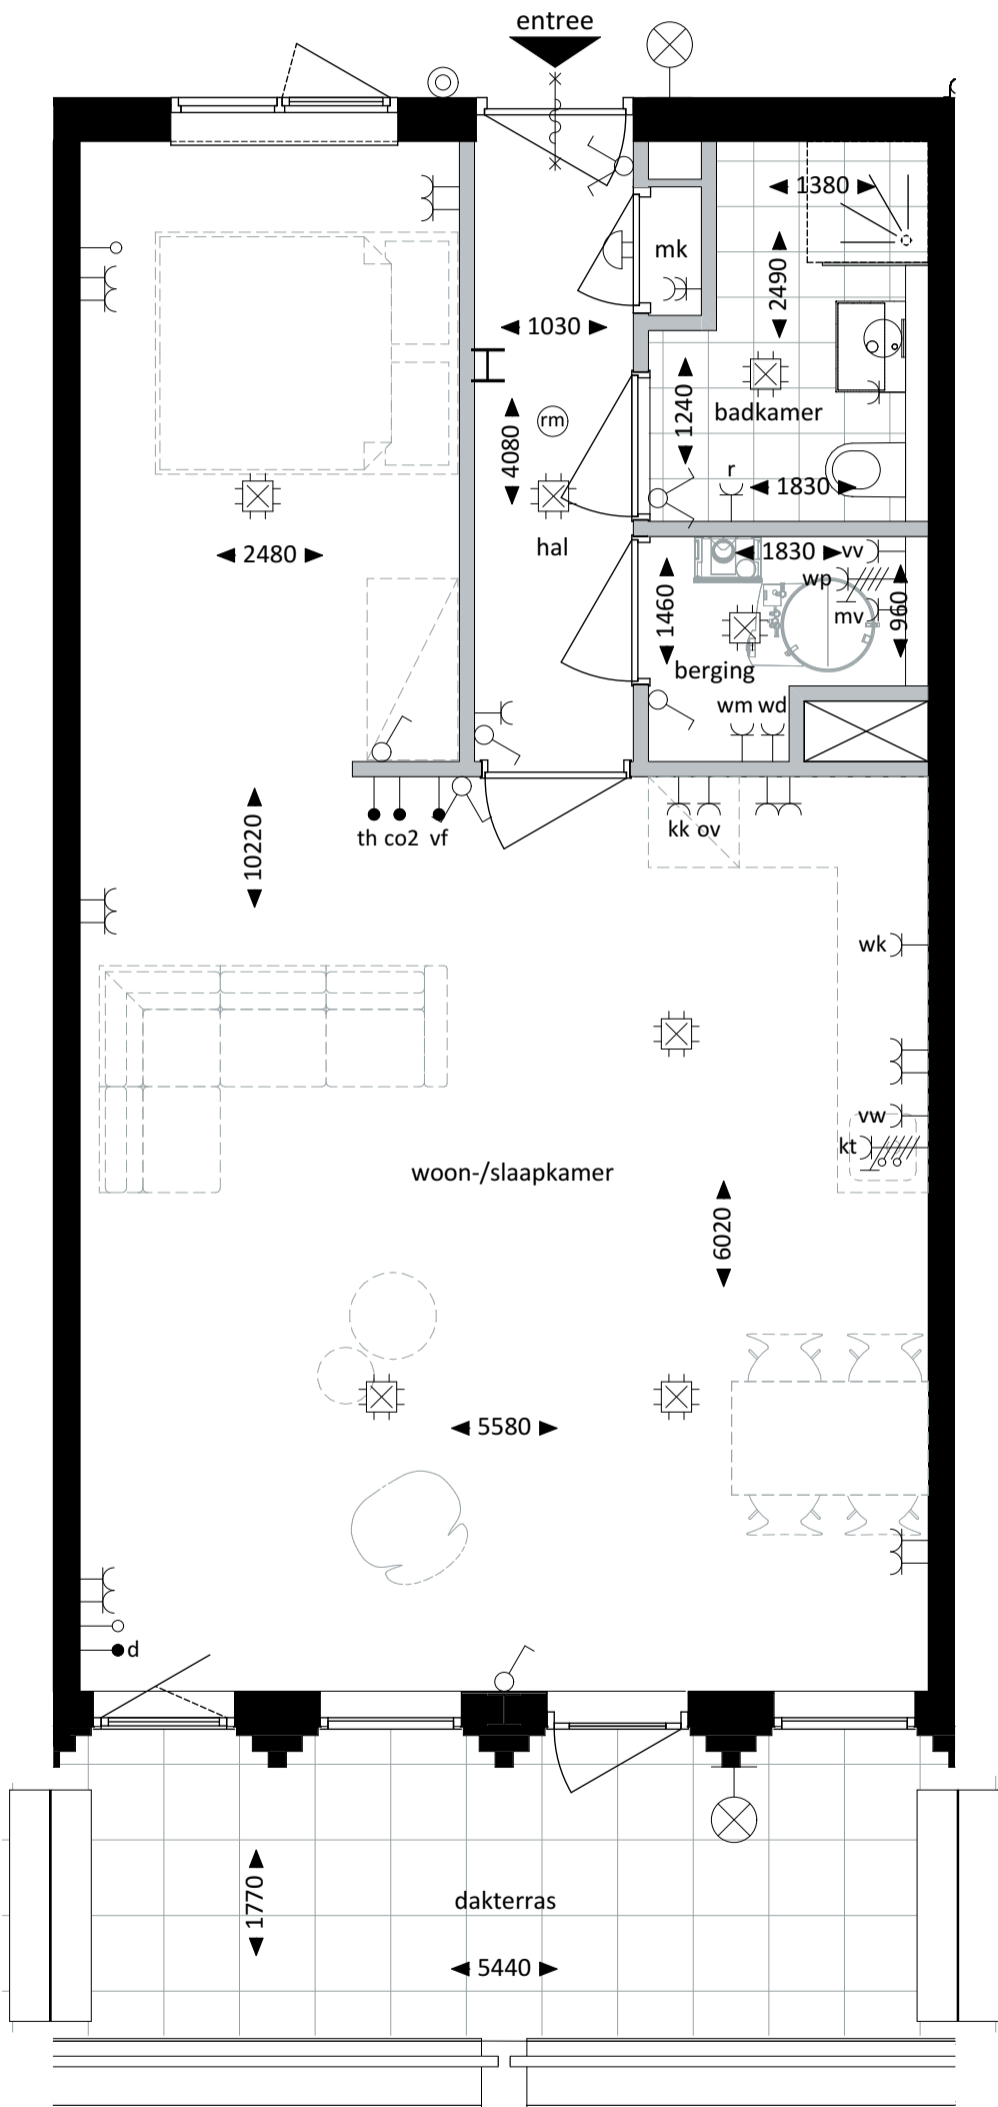 entree
1380
mk
2490
1030
1240
badkamer
rm
4080
r
1830
hal
2480
1830
vv
wp
1460
mv
960
berging
wm wd
th co2 vf
kk ov
10220
wk
vw
kt
woon-/slaapkamer
6020
5580
d
1770
dakterras
5440